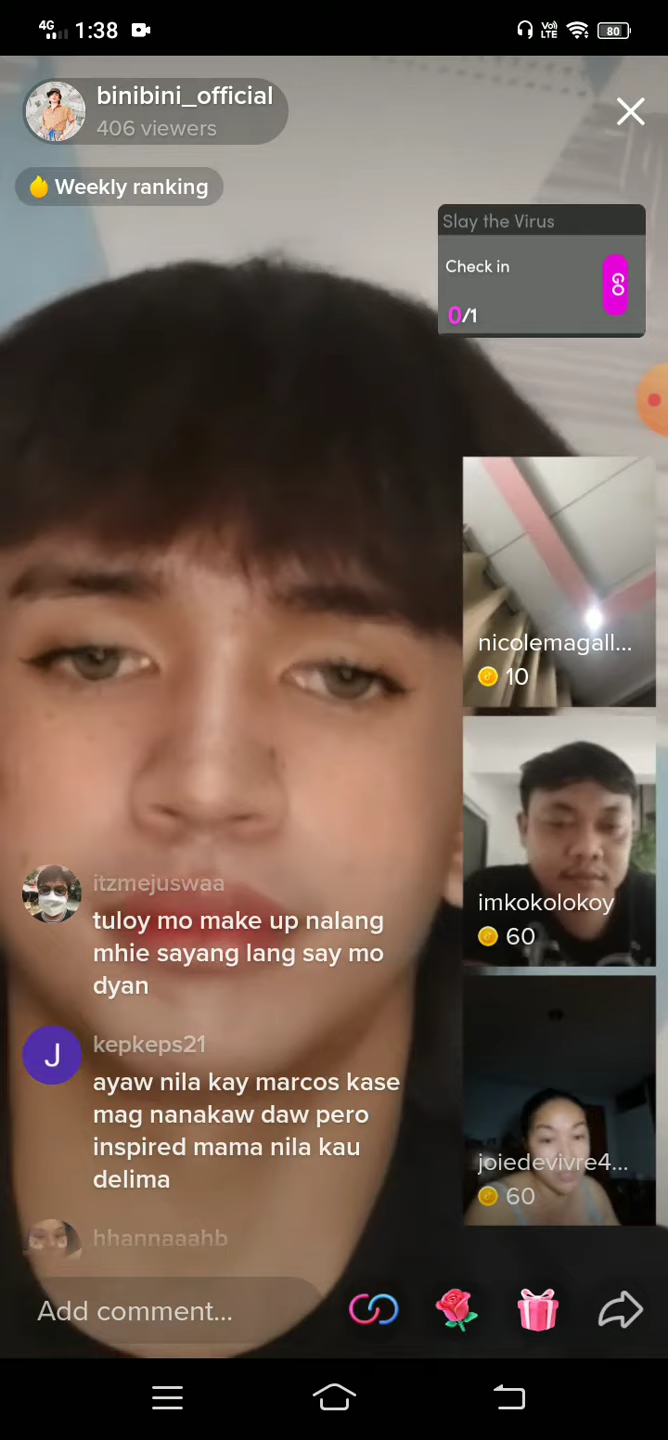 4G 1:38 Vo) LTE 80
binibini_official
406 viewers
Weekly ranking
Slay the Virus
Check in
GO
0/1
nicolemagall...
10
imkokolokoy
60
itzmejuswaa
tuloy mo make up nalang
mhie sayang lang say mo
dyan
J
kepkeps21
ayaw nila kay marcos kase
mag nanakaw daw pero
inspired mama nila kau
delima
joiedevivre4...
60
hhannaaahb
Add comment...